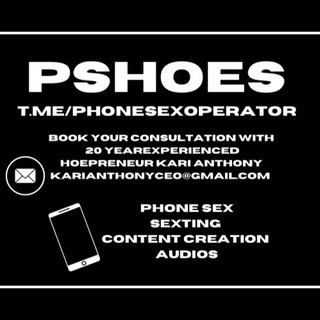 PSHOES
T.ME/PHONESEXOPERATOR
BOOK YOUR CONSULTATION WITH
20 YEAREXPERIENCED
HOEPRENEUR KARI ANTHONY
KARIANTHONYCEO@GMAIL.COM
PHONE SEX
SEXTING
CONTENT CREATION
AUDIOS